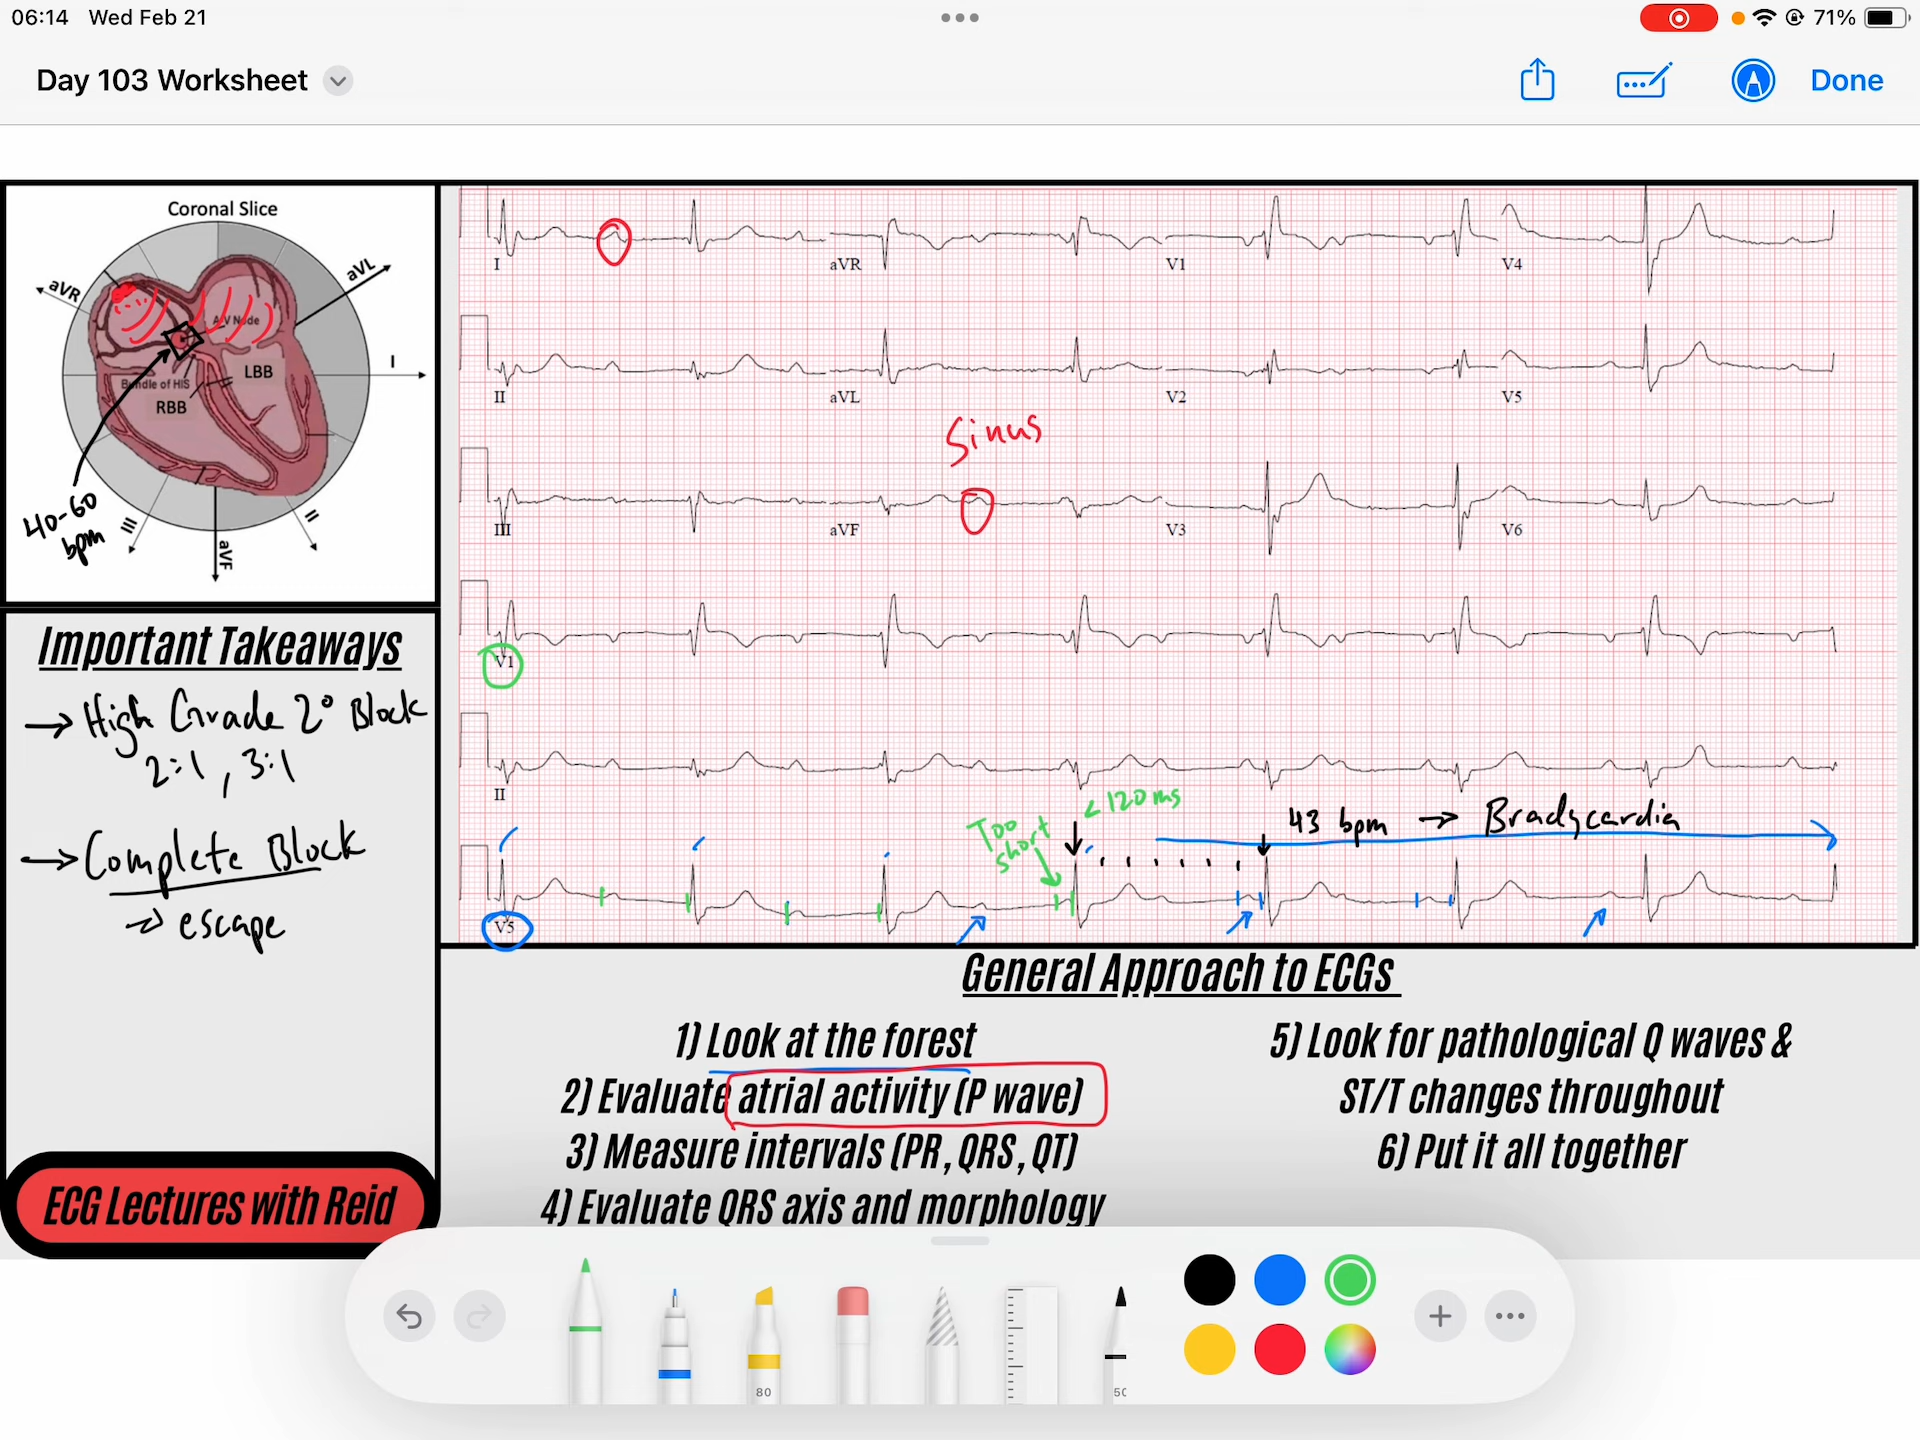 06:14 Wed Feb 21
71%
Day 103 Worksheet
Done
Coronal Slice
aVR
aVL
A/V Node
I
LBB
Bundle of HIS
RBB
40-60
bpm
III
aVF
II
Important Takeaways
→ High Grade 2° Block
2:1, 3:1
→ Complete Block
→ escape
ECG Lectures with Reid
I
aVR
V1
V4
II
aVL
V2
V5
Sinus
III
aVF
V3
V6
V1
II
<120ms
Too
short
43 bpm → Bradycardia
V5
General Approach to ECGs
1) Look at the forest
2) Evaluate atrial activity (P wave)
3) Measure intervals (PR, QRS, QT)
4) Evaluate QRS axis and morphology
5) Look for pathological Q waves &
ST/T changes throughout
6) Put it all together
80
50